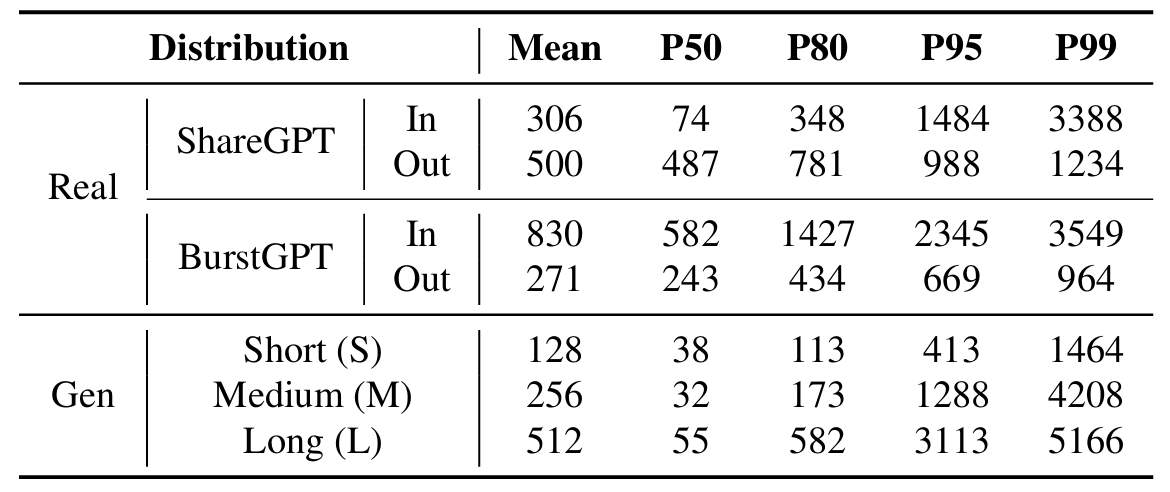 Distribution Mean P50 P80 P95 P99
Real ShareGPT In 306 74 348 1484 3388
Out 500 487 781 988 1234
BurstGPT In 830 582 1427 2345 3549
Out 271 243 434 669 964
Gen Short (S) 128 38 113 413 1464
Medium (M) 256 32 173 1288 4208
Long (L) 512 55 582 3113 5166